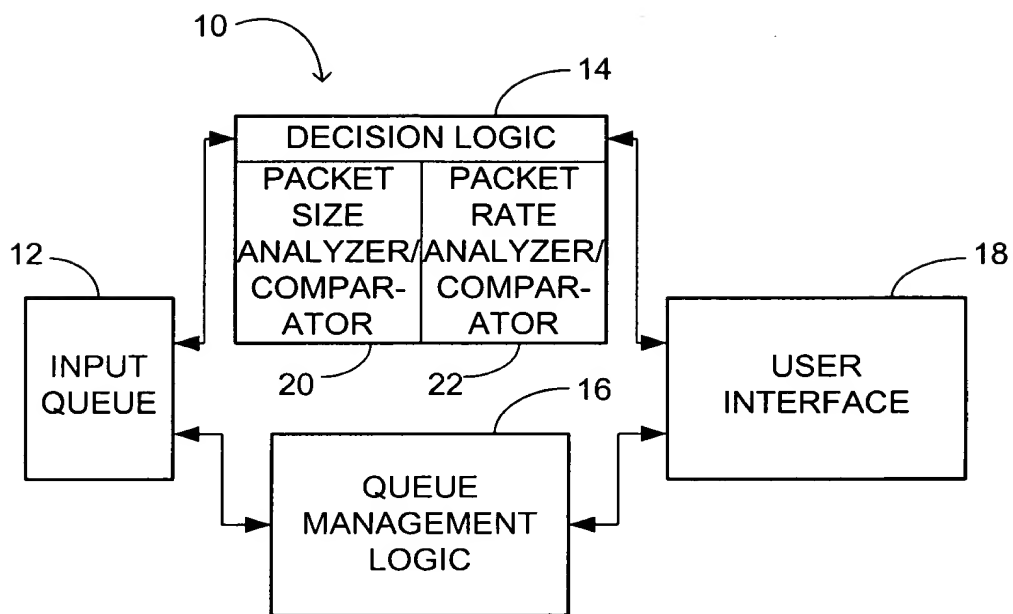 10
14
DECISION LOGIC
PACKET
SIZE
ANALYZER/
COMPAR-
ATOR
PACKET
RATE
ANALYZER/
COMPAR-
ATOR
12
18
INPUT
QUEUE
20
22
USER
INTERFACE
16
QUEUE
MANAGEMENT
LOGIC